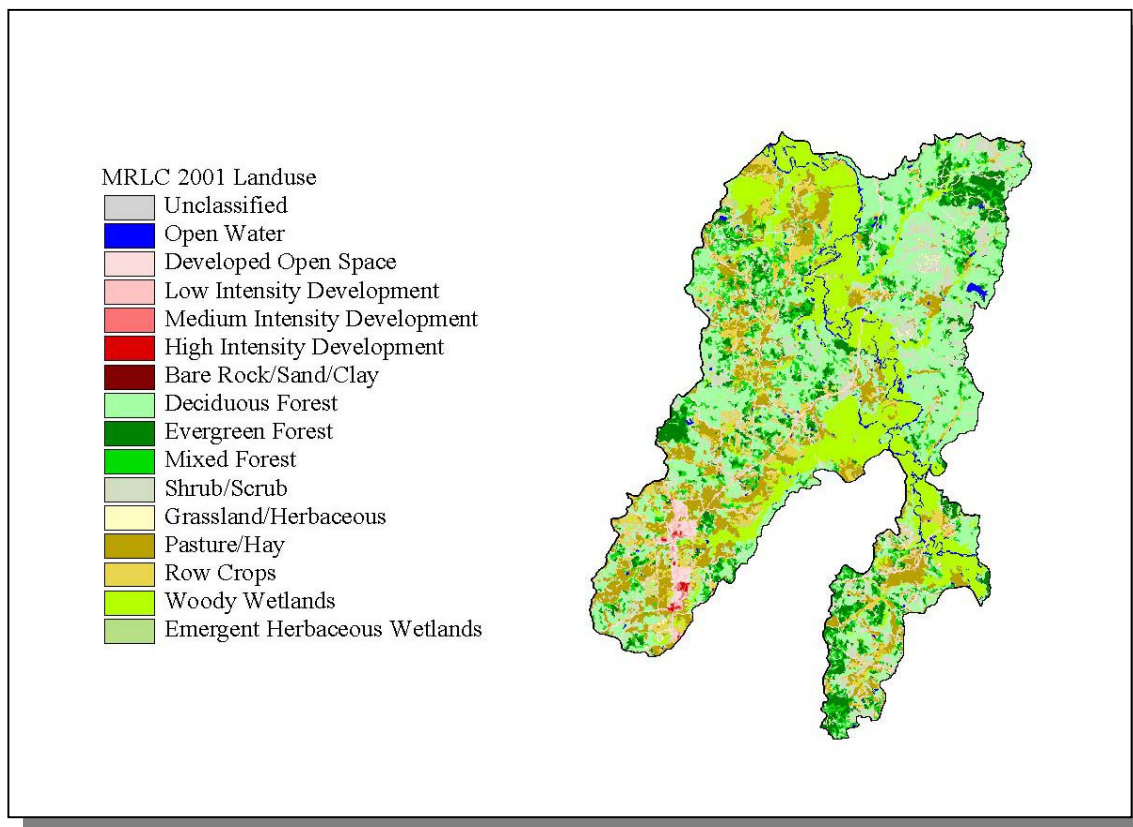 MRLC 2001 Landuse
Unclassified
Open Water
Developed Open Space
Low Intensity Development
Medium Intensity Development
High Intensity Development
Bare Rock/Sand/Clay
Deciduous Forest
Evergreen Forest
Mixed Forest
Shrub/Scrub
Grassland/Herbaceous
Pasture/Hay
Row Crops
Woody Wetlands
Emergent Herbaceous Wetlands